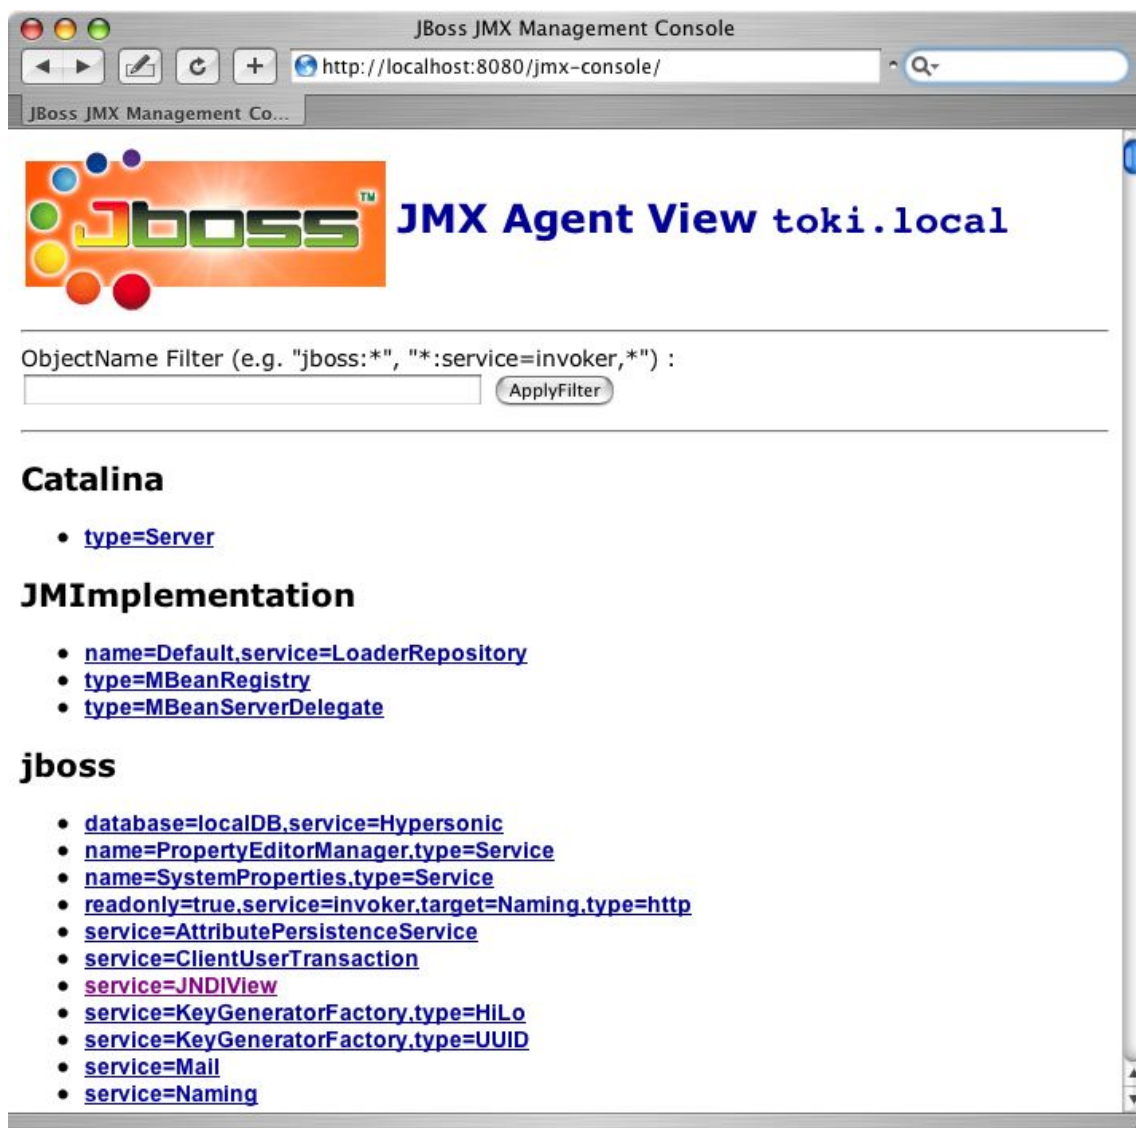 JBoss JMX Management Console
http://localhost:8080/jmx-console/
JBoss JMX Management Co...
Jboss™
JMX Agent View toki.local
ObjectName Filter (e.g. "jboss:*", "*:service=invoker,*") :
ApplyFilter
Catalina
type=Server
JMImplementation
name=Default,service=LoaderRepository
type=MBeanRegistry
type=MBeanServerDelegate
jboss
database=localDB,service=Hypersonic
name=PropertyEditorManager,type=Service
name=SystemProperties,type=Service
readonly=true,service=invoker,target=Naming,type=http
service=AttributePersistenceService
service=ClientUserTransaction
service=JNDIView
service=KeyGeneratorFactory,type=HiLo
service=KeyGeneratorFactory,type=UUID
service=Mail
service=Naming